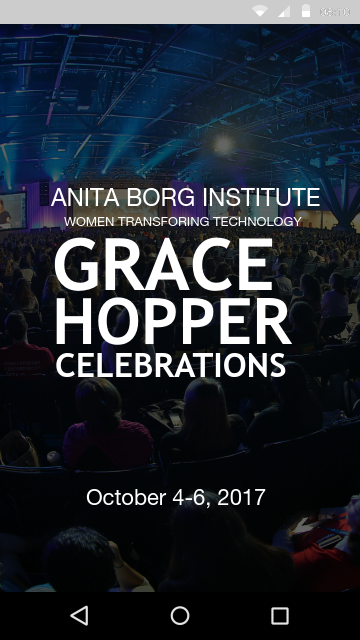 ANITA BORG INSTITUTE
WOMEN TRANSFORING TECHNOLOGY
GRACE
HOPPER
CELEBRATIONS
October 4-6, 2017